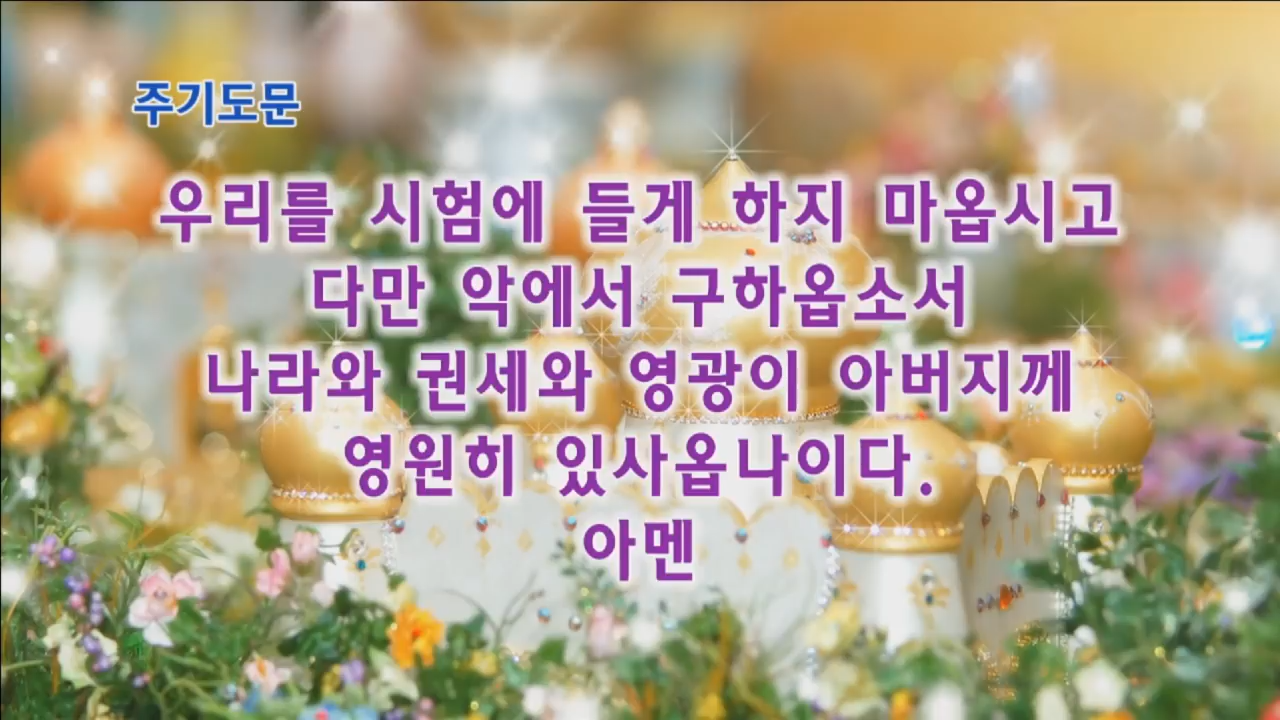 주기도문
우리를 시험에 들게 하지 마옵시고
다만 악에서 구하옵소서
나라와 권세와 영광이 아버지께
영원히 있사옵나이다.
아멘